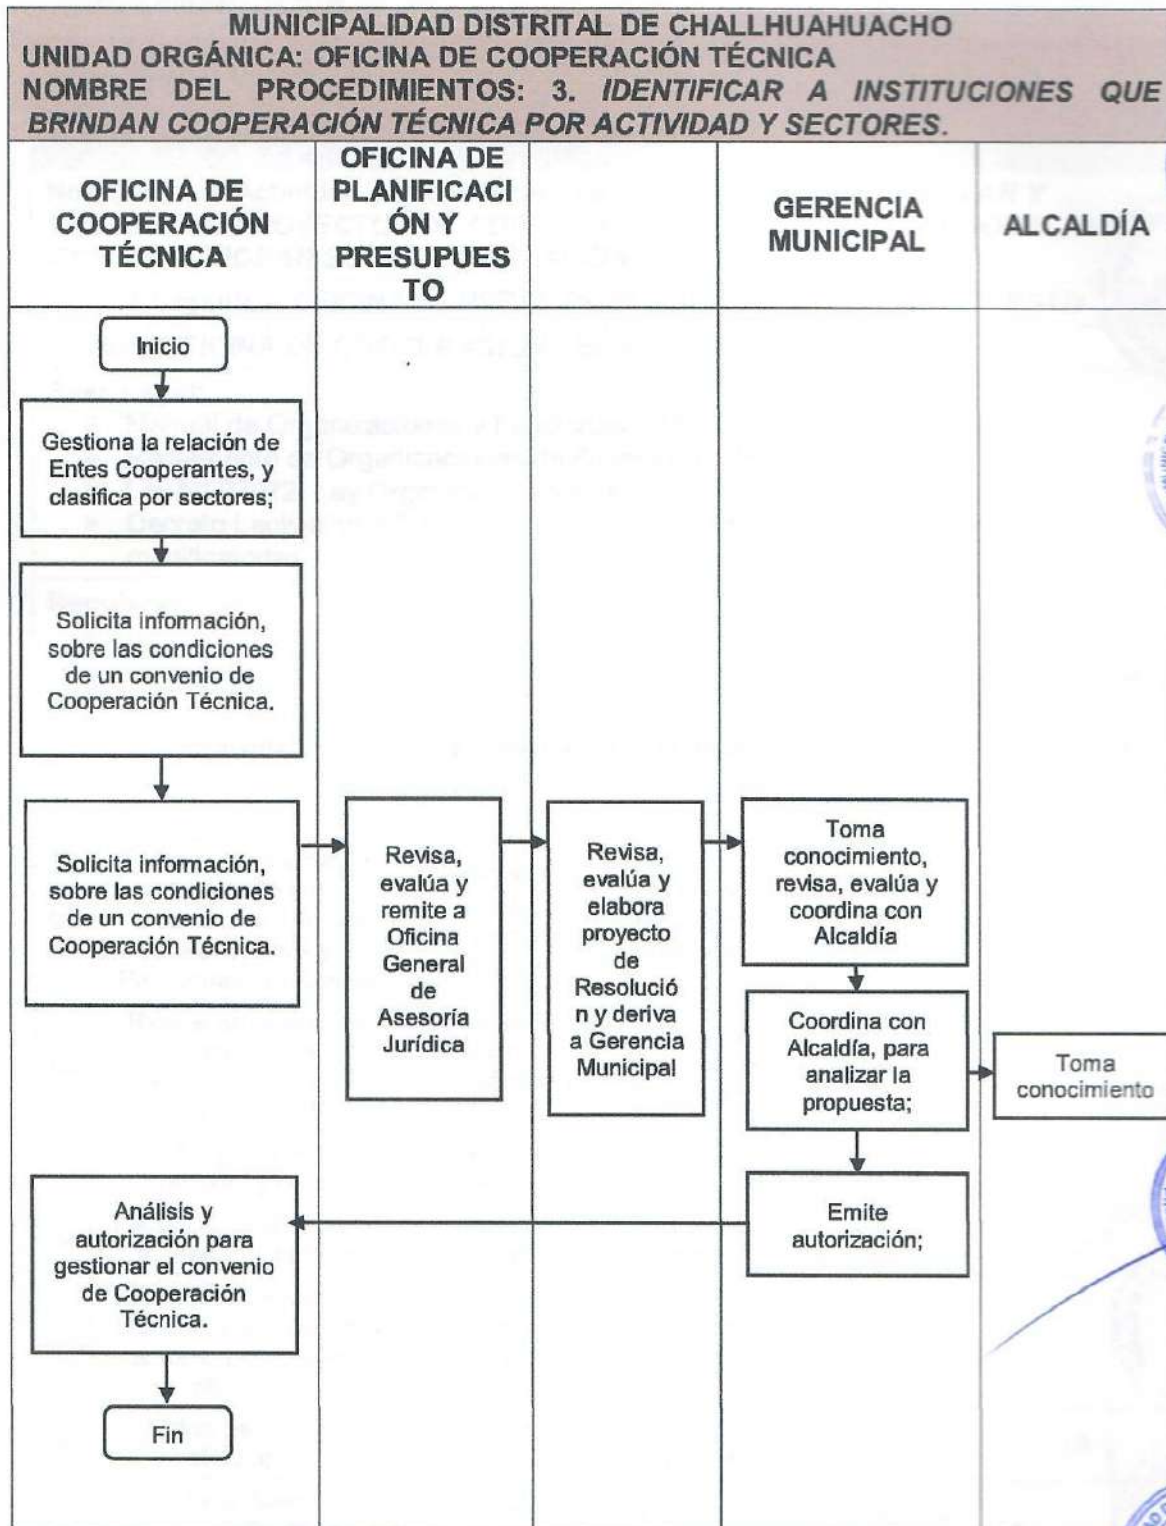 MUNICIPALIDAD DISTRITAL DE CHALLHUAHUACHO
UNIDAD ORGÁNICA: OFICINA DE COOPERACIÓN TÉCNICA
NOMBRE DEL PROCEDIMIENTOS: 3. IDENTIFICAR A INSTITUCIONES QUE
BRINDAN COOPERACIÓN TÉCNICA POR ACTIVIDAD Y SECTORES.
OFICINA DE
COOPERACIÓN
TÉCNICA
OFICINA DE
PLANIFICACI
ÓN Y
PRESUPUES
TO
GERENCIA
MUNICIPAL
ALCALDÍA
Inicio
Gestiona la relación de
Entes Cooperantes, y
clasifica por sectores;
Solicita información,
sobre las condiciones
de un convenio de
Cooperación Técnica.
Solicita información,
sobre las condiciones
de un convenio de
Cooperación Técnica.
Revisa,
evalúa y
remite a
Oficina
General
de
Asesoría
Jurídica
Revisa,
evalúa y
elabora
proyecto
de
Resolució
n y deriva
a Gerencia
Municipal
Toma
conocimiento,
revisa, evalúa y
coordina con
Alcaldía
Coordina con
Alcaldía, para
analizar la
propuesta;
Toma
conocimiento
Emite
autorización;
Análisis y
autorización para
gestionar el convenio
de Cooperación
Técnica.
Fin